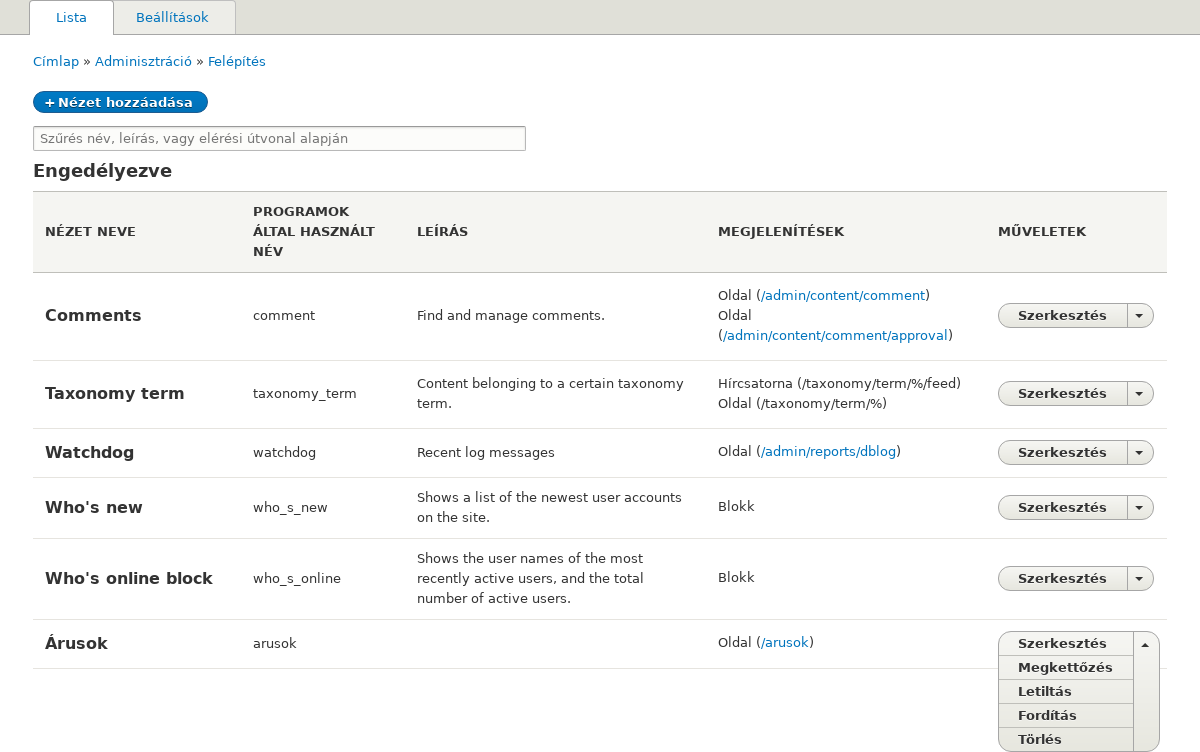 Lista Beállítások
Címlap » Adminisztráció » Felépítés
+ Nézet hozzáadása
Szűrés név, leírás, vagy elérési útvonal alapján
Engedélyezve
NÉZET NEVE
PROGRAMOK
ÁLTAL HASZNÁLT
NÉV
LEÍRÁS
MEGJELENÍTÉSEK
MŰVELETEK
Comments
comment
Find and manage comments.
Oldal (/admin/content/comment)
Oldal
(/admin/content/comment/approval)
Szerkesztés
Taxonomy term
taxonomy_term
Content belonging to a certain taxonomy
term.
Hírcsatorna (/taxonomy/term/%/feed)
Oldal (/taxonomy/term/%)
Szerkesztés
Watchdog
watchdog
Recent log messages
Oldal (/admin/reports/dblog)
Szerkesztés
Who's new
who_s_new
Shows a list of the newest user accounts
on the site.
Blokk
Szerkesztés
Who's online block
who_s_online
Shows the user names of the most
recently active users, and the total
number of active users.
Blokk
Szerkesztés
Árusok
arusok
Oldal (/arusok)
Szerkesztés
Megkettőzés
Letiltás
Fordítás
Törlés